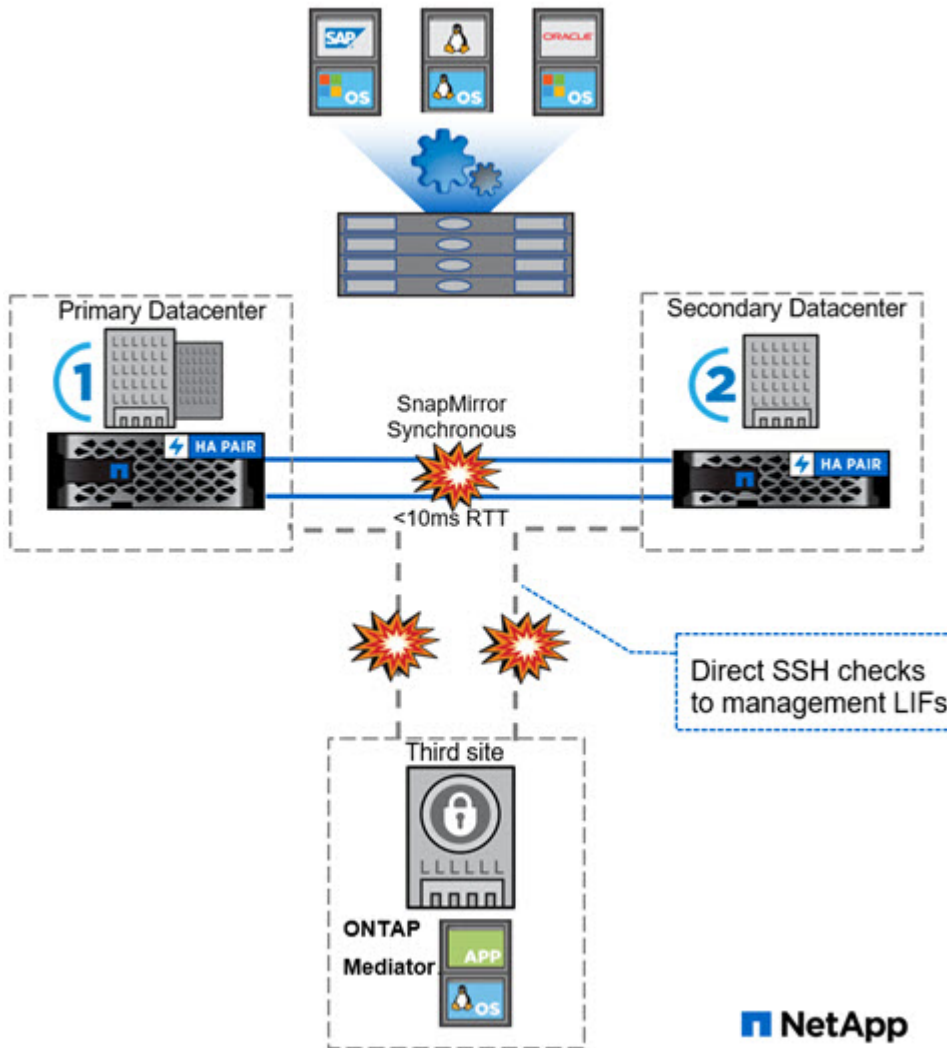 SAP
ORACLE
OS
OS
OS
Primary Datacenter
Secondary Datacenter
1
2
SnapMirror
Synchronous
HA PAIR
HA PAIR
<10ms RTT
Direct SSH checks
to management LIFs
Third site
LLLLLL
ONTAP
Mediator
APP
OS
NetApp